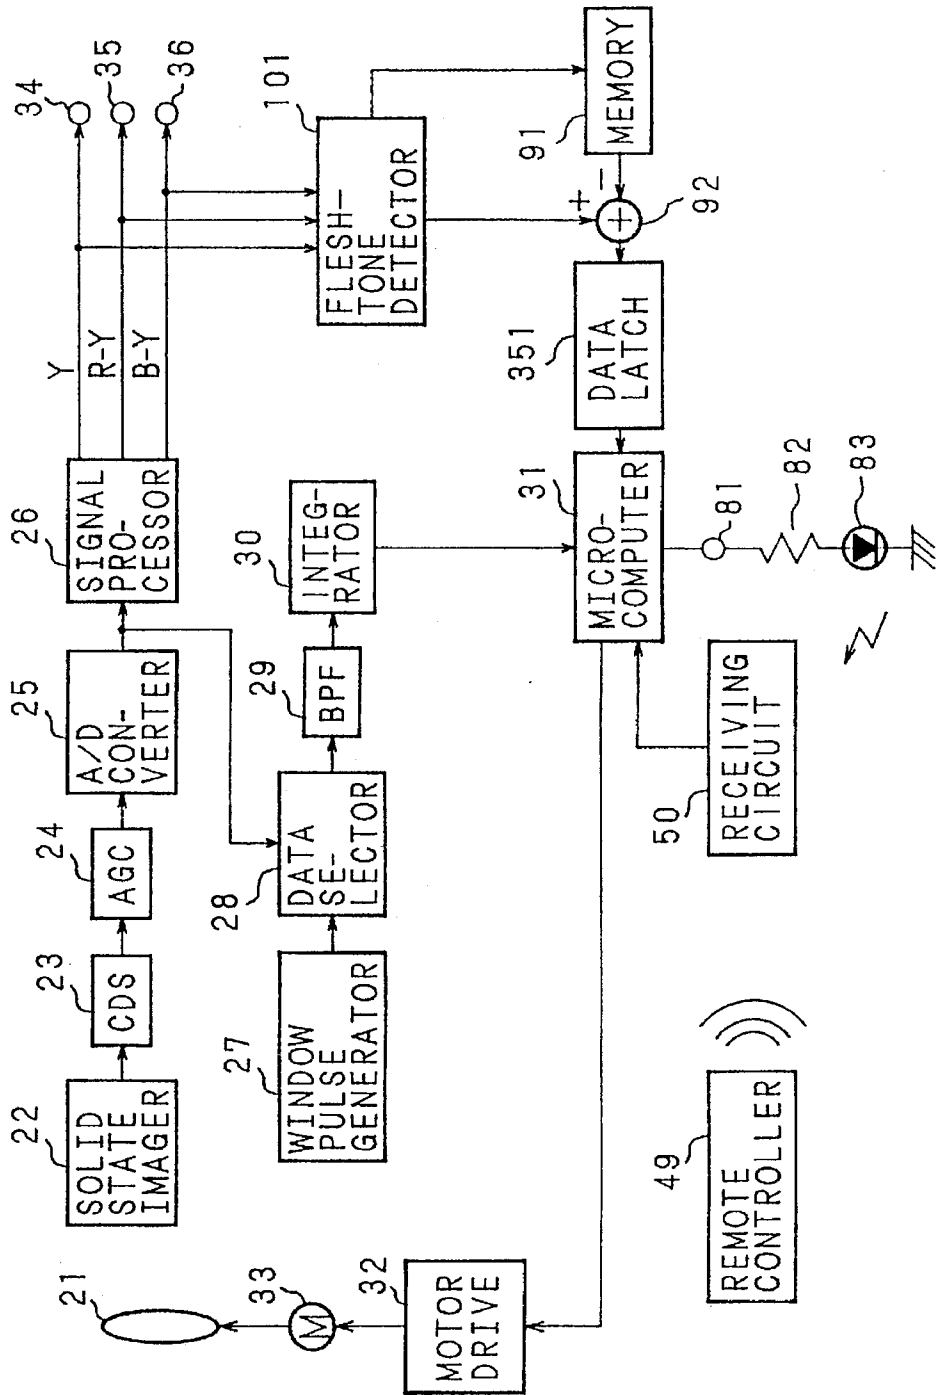 21
22
SOLID
STATE
IMAGER
23
CDS
24
AGC
25
A/D
CON-
VERTER
26
SIGNAL
PRO-
CESSOR
Y
R-Y
B-Y
34
35
36
33
M
32
MOTOR
DRIVE
27
WINDOW
PULSE
GENERATOR
28
DATA
SE-
LECTOR
29
BPF
30
INTEG-
RATOR
101
FLESH-
TONE
DETECTOR
91
MEMORY
+
−
+
92
351
DATA
LATCH
31
MICRO-
COMPUTER
81
82
83
49
REMOTE
CONTROLLER
50
RECEIVING
CIRCUIT